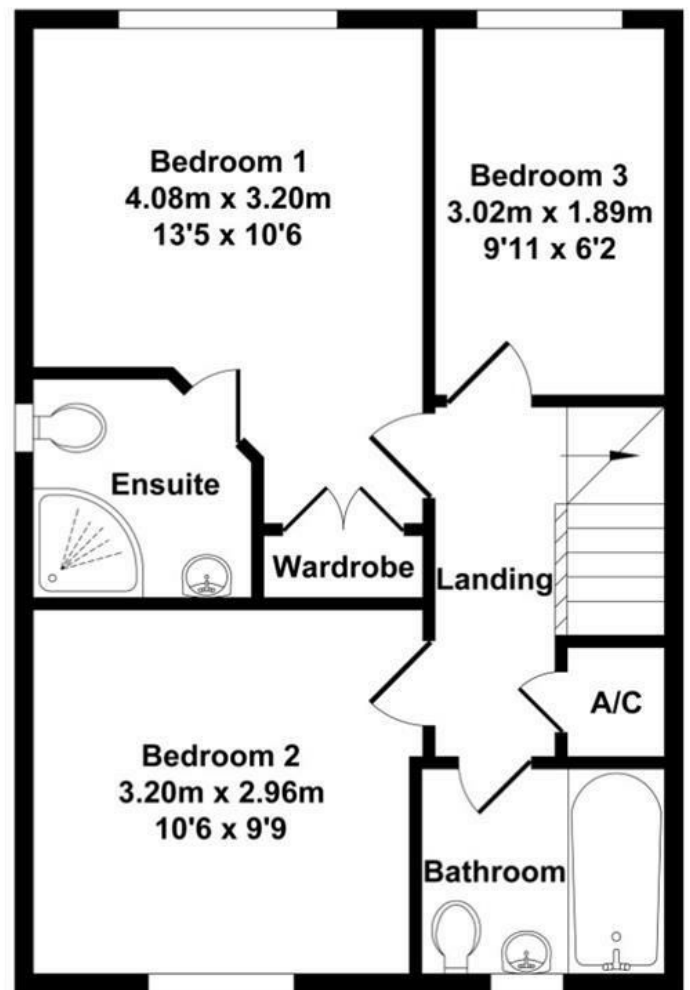 Bedroom 1
4.08m x 3.20m
13'5 x 10'6
Bedroom 3
3.02m x 1.89m
9'11 x 6'2
Ensuite
Wardrobe
Landing
A/C
Bedroom 2
3.20m x 2.96m
10'6 x 9'9
Bathroom